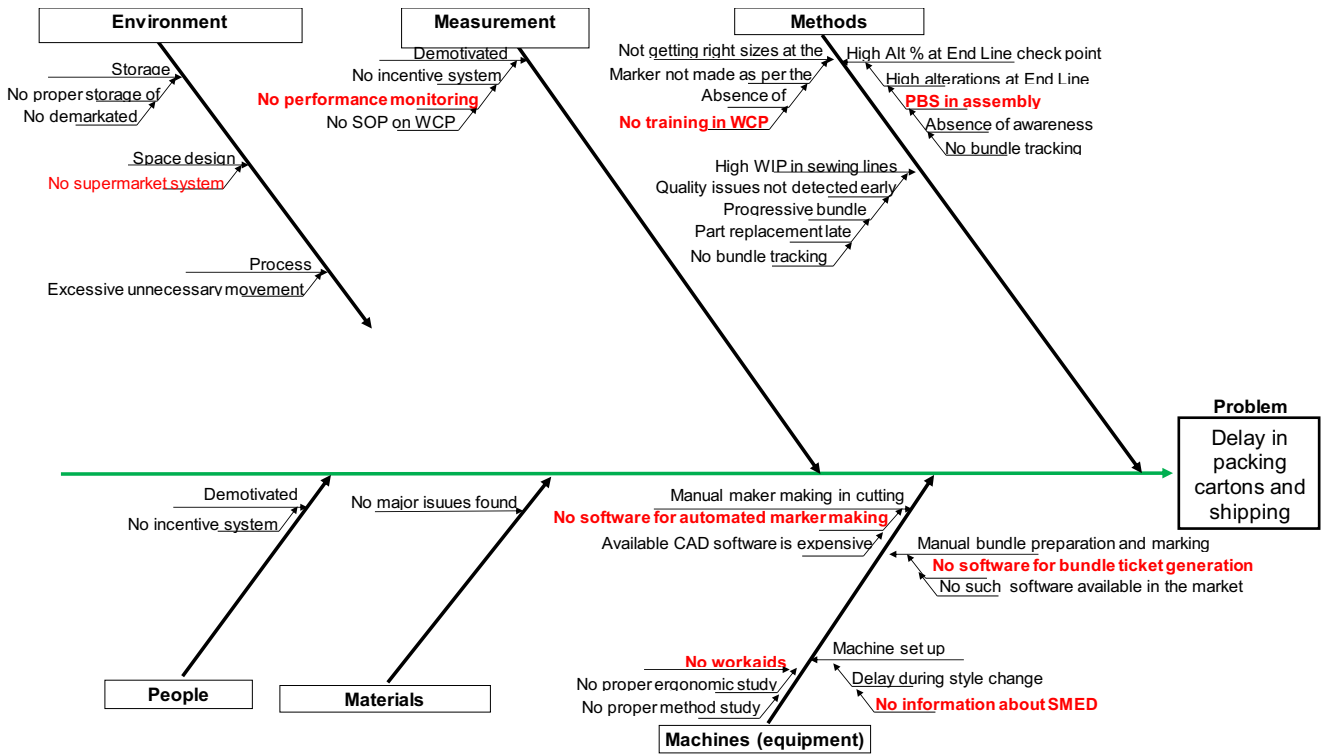 Environment
Storage
No proper storage of
No demarkated
Space design
No supermarket system
Process
Excessive unnecessary movement
Measurement
Demotivated
No incentive system
No performance monitoring
No SOP on WCP
Methods
Not getting right sizes at the
Marker not made as per the
Absence of
No training in WCP
High Alt % at End Line check point
High alterations at End Line
PBS in assembly
Absence of awareness
No bundle tracking
High WIP in sewing lines
Quality issues not detected early
Progressive bundle
Part replacement late
No bundle tracking
Problem
Delay in
packing
cartons and
shipping
Demotivated
No incentive system
People
No major isuues found
Materials
Manual maker making in cutting
No software for automated marker making
Available CAD software is expensive
Manual bundle preparation and marking
No software for bundle ticket generation
No such software available in the market
No workaids
No proper ergonomic study
No proper method study
Machine set up
Delay during style change
No information about SMED
Machines (equipment)